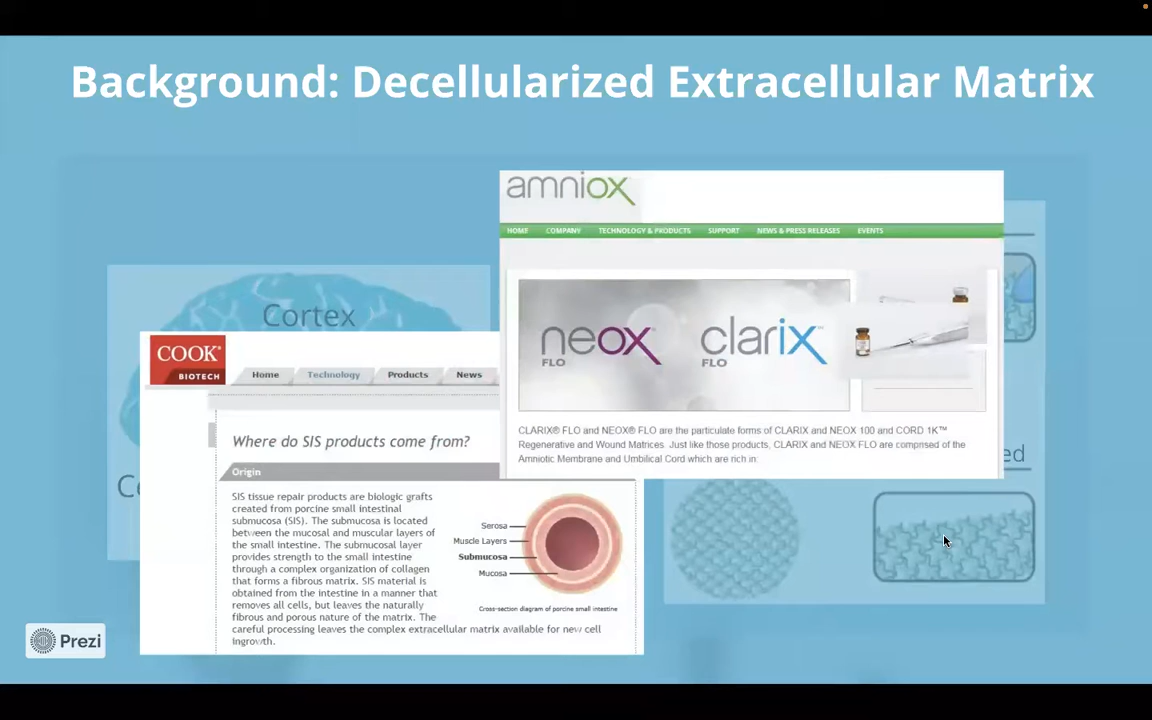 Background: Decellularized Extracellular Matrix
amniox
HOME COMPANY TECHNOLOGY & PRODUCTS SUPPORT NEWS & PRESS RELEASES EVENTS
Cortex
neox® FLO
clarix™ FLO
CLARIX® FLO and NEOX® FLO are the particulate forms of CLARIX and NEOX 100 and CORD 1K™
Regenerative and Wound Matrices. Just like those products, CLARIX and NEOX FLO are comprised of the
Amniotic Membrane and Umbilical Cord which are rich in:
COOK®
BIOTECH
Home Technology Products News
Where do SIS products come from?
Origin
SIS tissue repair products are biologic grafts
created from porcine small intestinal
submucosa (SIS). The submucosa is located
between the mucosal and muscular layers of
the small intestine. The submucosal layer
provides strength to the small intestine
through a complex organization of collagen
that forms a fibrous matrix. SIS material is
obtained from the intestine in a manner that
removes all cells, but leaves the naturally
fibrous and porous nature of the matrix. The
careful processing leaves the complex extracellular matrix available for new cell
ingrowth.
Serosa
Muscle Layers
Submucosa
Mucosa
Cross-section diagram of porcine small intestine
Prezi